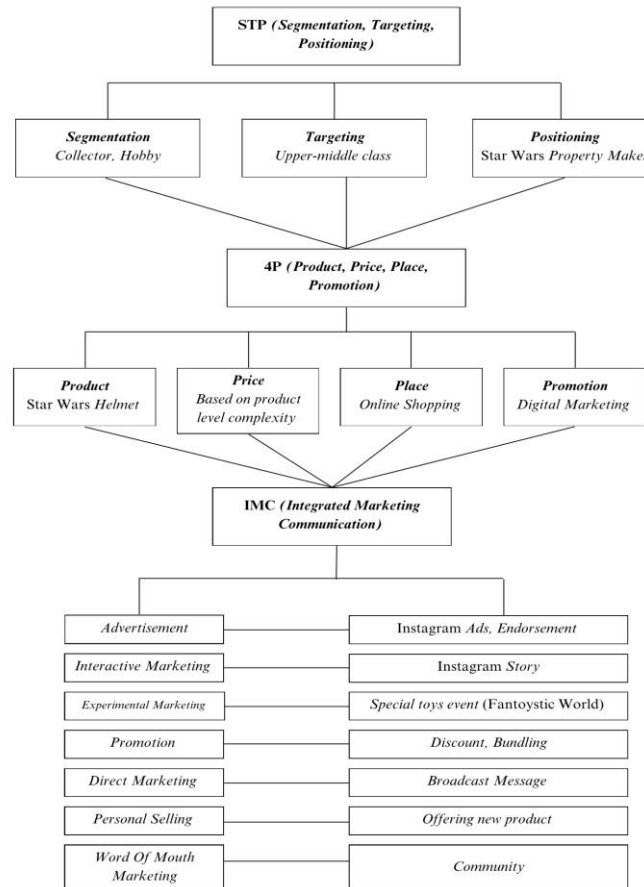 STP (Segmentation, Targeting,
Positioning)
Segmentation
Collector, Hobby
Targeting
Upper-middle class
Positioning
Star Wars Property Maker
4P (Product, Price, Place,
Promotion)
Product
Star Wars Helmet
Price
Based on product
level complexity
Place
Online Shopping
Promotion
Digital Marketing
IMC (Integrated Marketing
Communication)
Advertisement
Instagram Ads, Endorsement
Interactive Marketing
Instagram Story
Experimental Marketing
Special toys event (Fantoystic World)
Promotion
Discount, Bundling
Direct Marketing
Broadcast Message
Personal Selling
Offering new product
Word Of Mouth
Marketing
Community